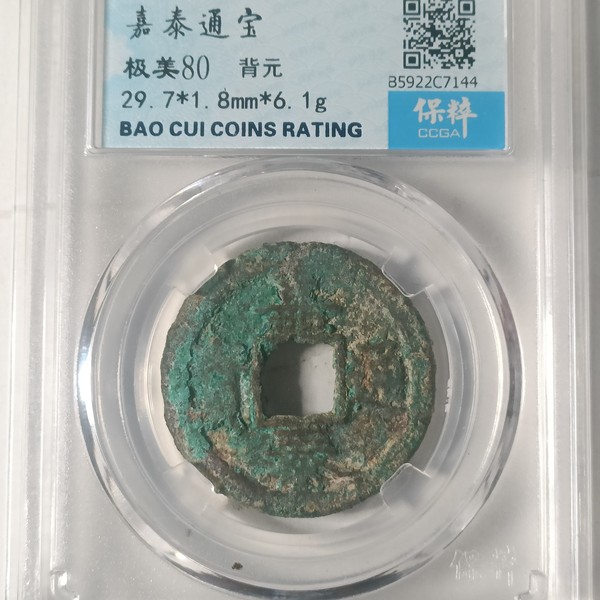 嘉泰通宝
极美80 背元
29.7*1.8mm*6.1g
BAO CUI COINS RATING
B5922C7144
保粹
CCGA